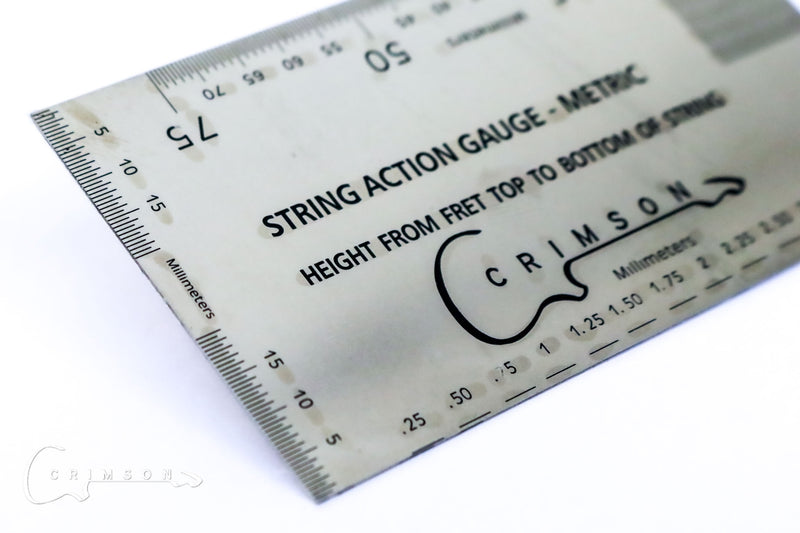 45
50
55
60
65
70
75
5
10
15
Millimeters
15
10
5
STRING ACTION GAUGE - METRIC
HEIGHT FROM FRET TOP TO BOTTOM OF STRING
CRIMSON
Millimeters
.25 .50 .75 1 1.25 1.50 1.75 2 2.25 2.50
CRIMSON